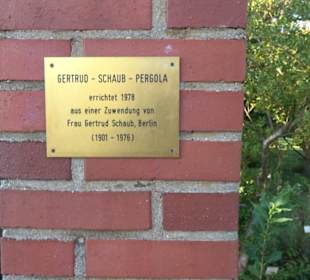 GERTRUD - SCHAUB - PERGOLA
errichtet 1978
aus einer Zuwendung von
Frau Gertrud Schaub, Berlin
(1901 - 1976)